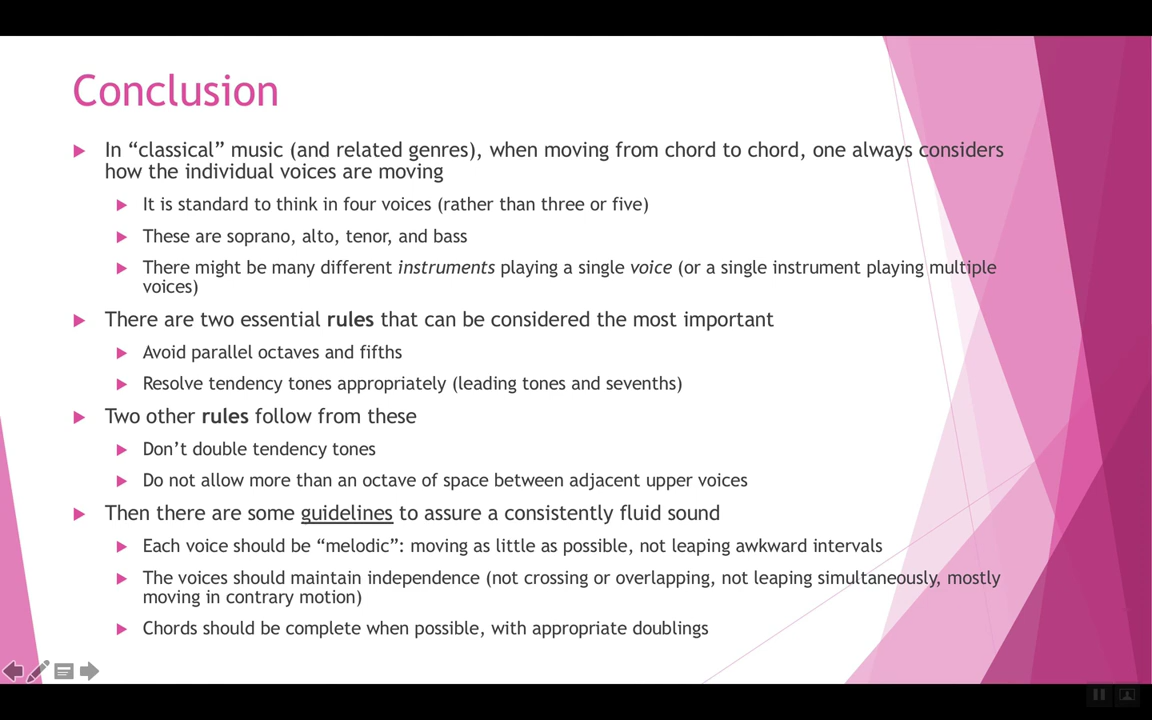 Conclusion
In “classical” music (and related genres), when moving from chord to chord, one always considers
how the individual voices are moving
It is standard to think in four voices (rather than three or five)
These are soprano, alto, tenor, and bass
There might be many different instruments playing a single voice (or a single instrument playing multiple
voices)
There are two essential rules that can be considered the most important
Avoid parallel octaves and fifths
Resolve tendency tones appropriately (leading tones and sevenths)
Two other rules follow from these
Don’t double tendency tones
Do not allow more than an octave of space between adjacent upper voices
Then there are some guidelines to assure a consistently fluid sound
Each voice should be “melodic”: moving as little as possible, not leaping awkward intervals
The voices should maintain independence (not crossing or overlapping, not leaping simultaneously, mostly
moving in contrary motion)
Chords should be complete when possible, with appropriate doublings